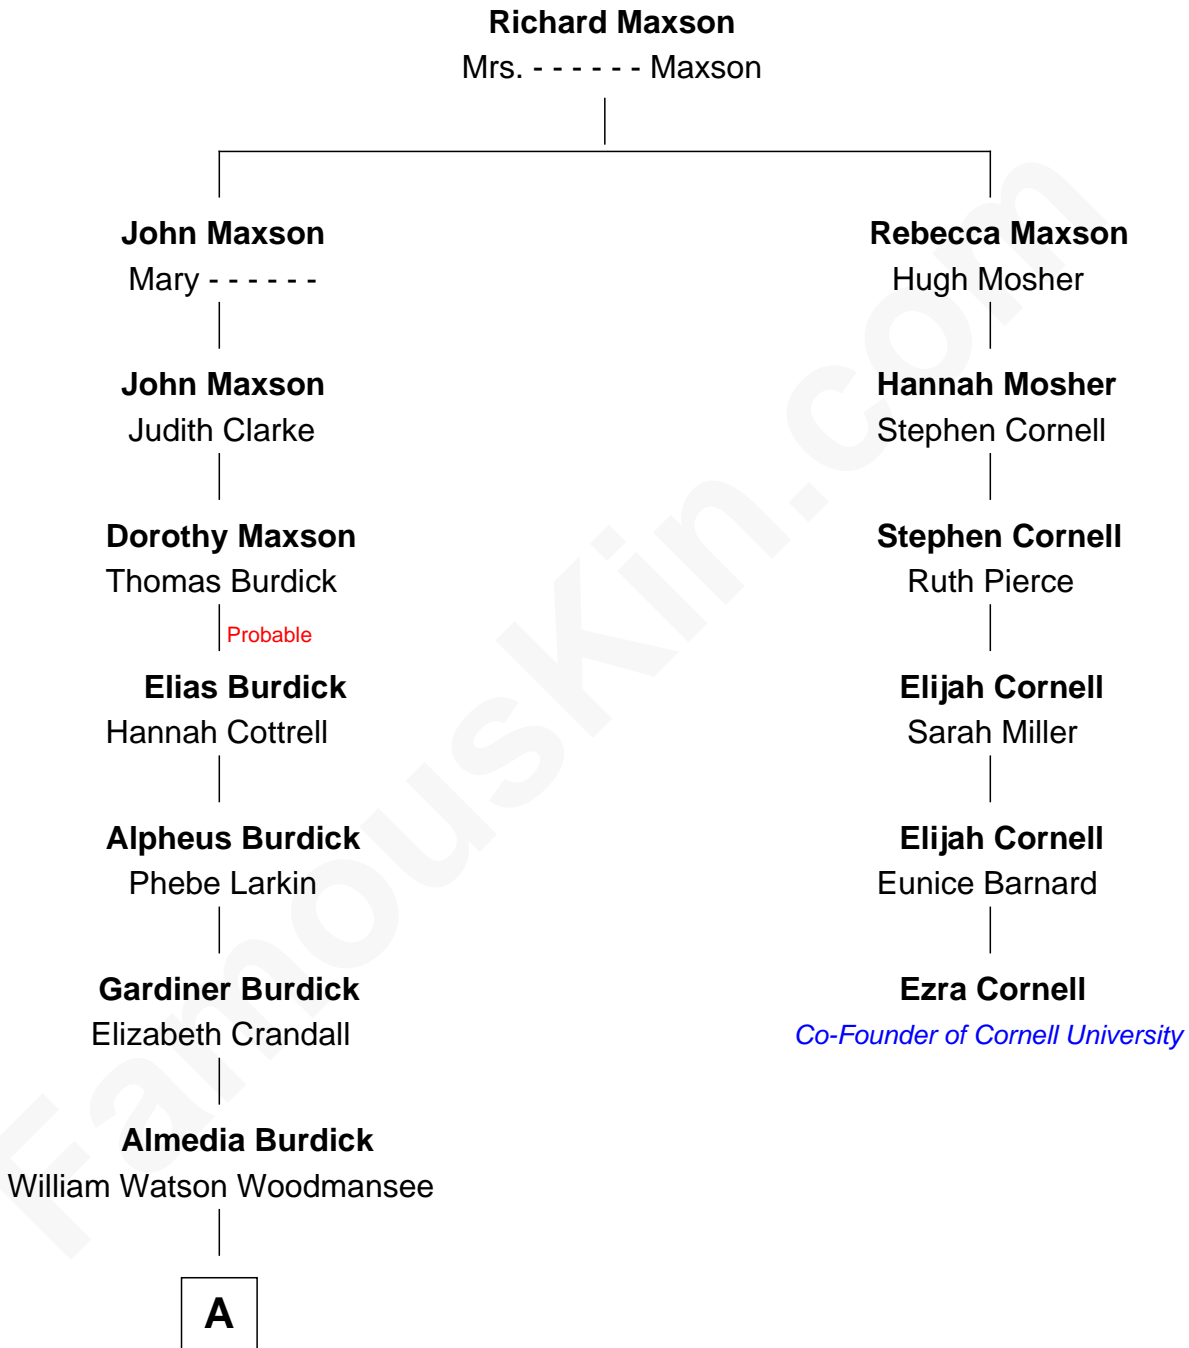 Richard Maxson
Mrs. - - - - - - Maxson
John Maxson
Mary - - - - - -
John Maxson
Judith Clarke
Dorothy Maxson
Thomas Burdick
Probable
Elias Burdick
Hannah Cottrell
Alpheus Burdick
Phebe Larkin
Gardiner Burdick
Elizabeth Crandall
Almedia Burdick
William Watson Woodmansee
A
Rebecca Maxson
Hugh Mosher
Hannah Mosher
Stephen Cornell
Stephen Cornell
Ruth Pierce
Elijah Cornell
Sarah Miller
Elijah Cornell
Eunice Barnard
Ezra Cornell
Co-Founder of Cornell University
FamousKin.com